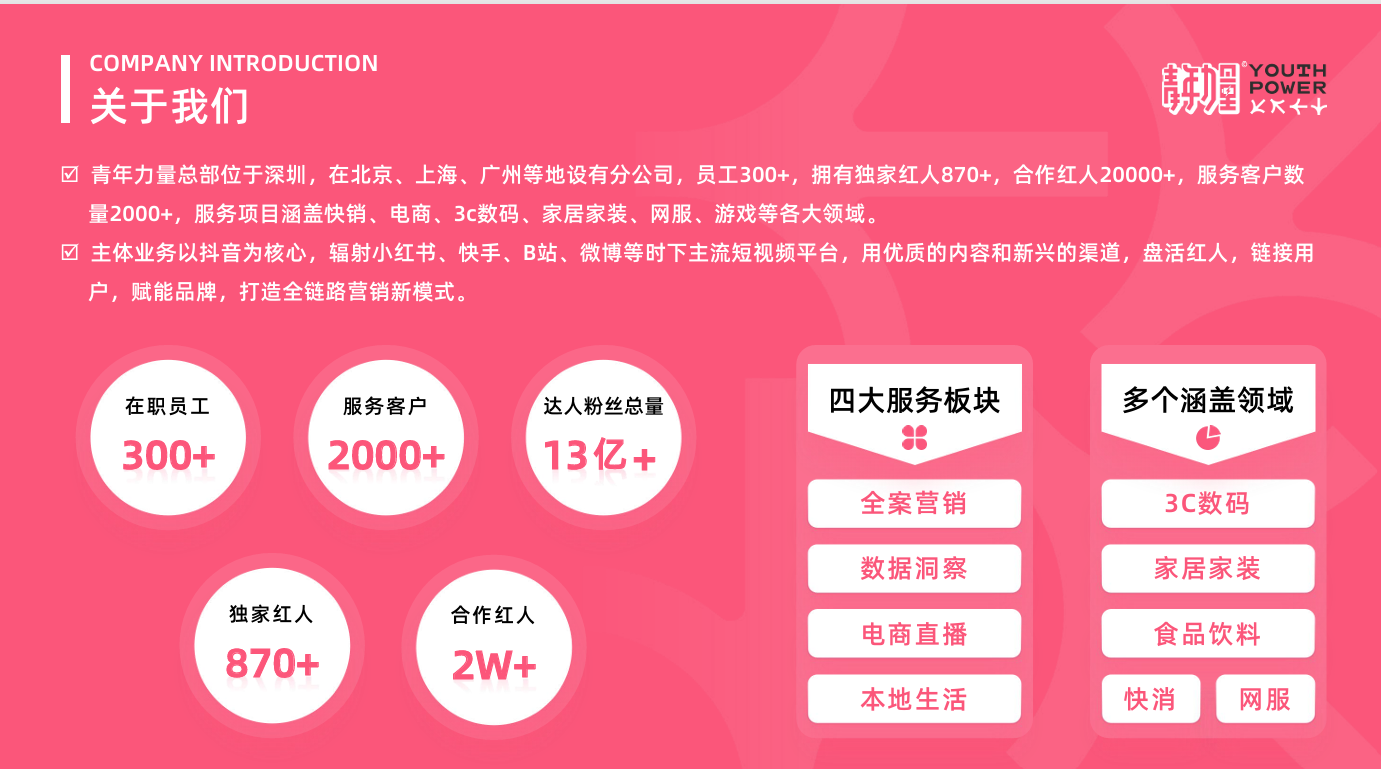 COMPANY INTRODUCTION
关于我们
青年力量
©
YOUTH
POWER
青年力量总部位于深圳，在北京、上海、广州等地设有分公司，员工300+，拥有独家红人870+，合作红人20000+，服务客户数
量2000+，服务项目涵盖快销、电商、3c数码、家居家装、网服、游戏等各大领域。
主体业务以抖音为核心，辐射小红书、快手、B站、微博等时下主流短视频平台，用优质的内容和新兴的渠道，盘活红人，链接用
户，赋能品牌，打造全链路营销新模式。
在职员工
300+
服务客户
2000+
达人粉丝总量
13亿+
独家红人
870+
合作红人
2W+
四大服务板块
全案营销
数据洞察
电商直播
本地生活
多个涵盖领域
3C数码
家居家装
食品饮料
快消
网服